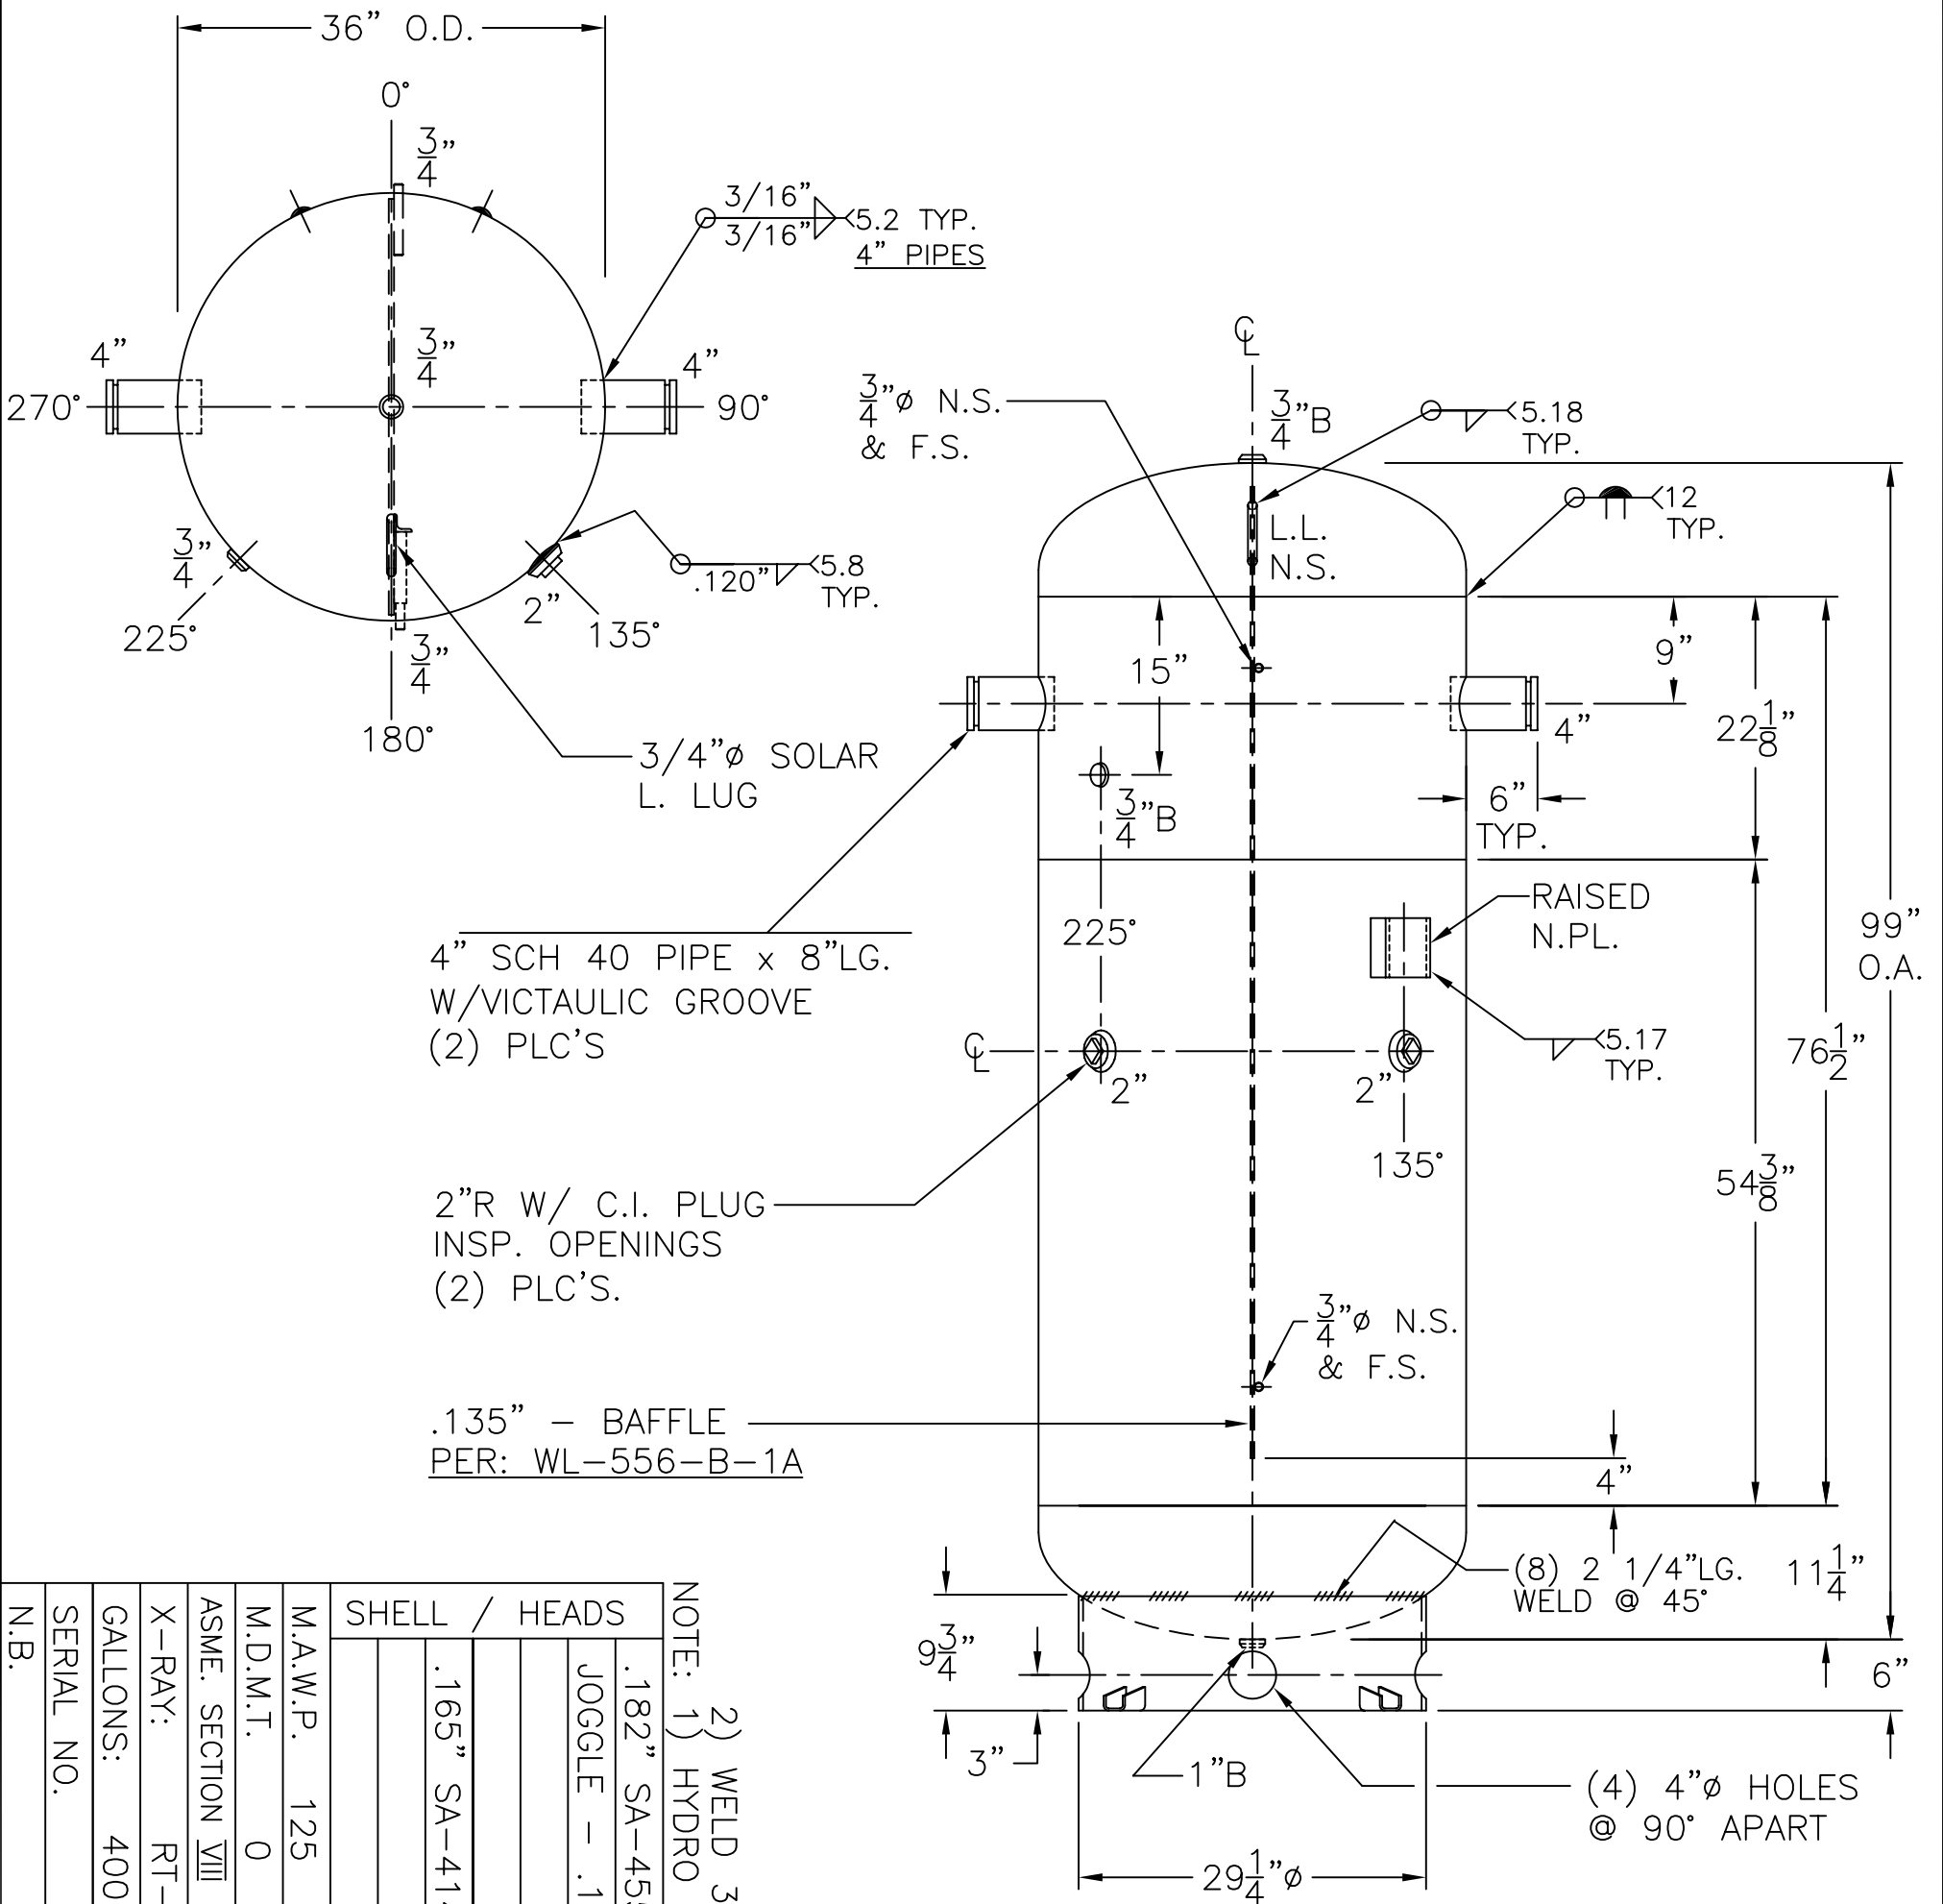 36” O.D.
0°
3/4”
3/16”
3/16”
5.2 TYP.
4” PIPES
4”
3/4”
4”
270°
90°
3/4”
225°
2”
135°
.120”
5.8
TYP.
3/4”
180°
3/4”ø SOLAR
L. LUG
℄
3/4”ø N.S.
& F.S.
3/4”B
5.18
TYP.
L.L.
N.S.
12
TYP.
15”
9”
22 1/8”
4”
6”
TYP.
3/4”B
225°
RAISED
N.PL.
99”
O.A.
4” SCH 40 PIPE x 8”LG.
W/VICTAULIC GROOVE
(2) PLC’S
℄
2”
2”
5.17
TYP.
76 1/2”
135°
54 3/8”
2”R W/ C.I. PLUG
INSP. OPENINGS
(2) PLC’S.
3/4”ø N.S.
& F.S.
.135” – BAFFLE
PER: WL–556–B–1A
4”
(8) 2 1/4”LG.
WELD @ 45°
11 1/4”
9 3/4”
6”
3”
1”B
(4) 4”ø HOLES
@ 90° APART
29 1/4”ø
2) WELD
NOTE: 1) HYDRO
SHELL / HEADS
.182”
JOGGLE –
.165”
M.A.W.P. 125
M.D.M.T. 0
ASME. SECTION VIII
X–RAY:
GALLONS: 400
SERIAL NO.
N.B.